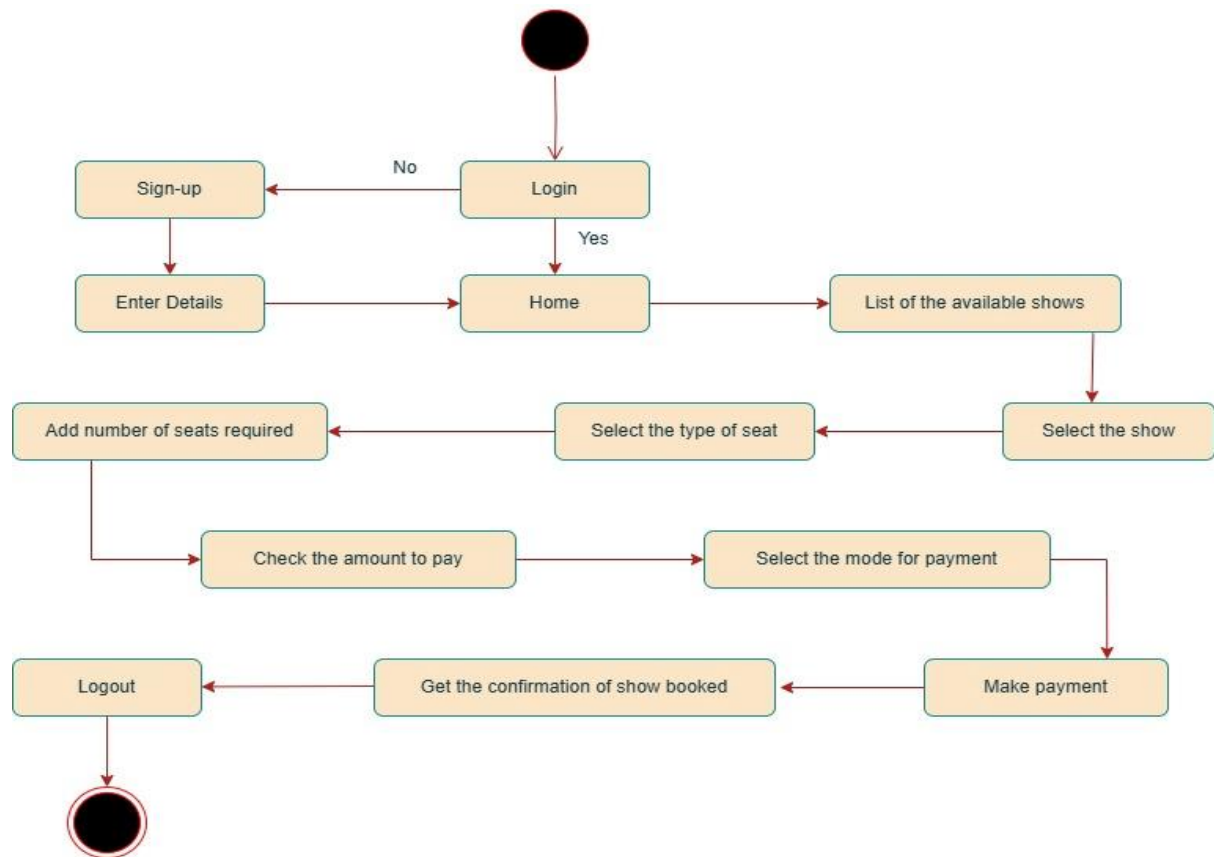 No
Sign-up
Login
Yes
Enter Details
Home
List of the available shows
Add number of seats required
Select the type of seat
Select the show
Check the amount to pay
Select the mode for payment
Logout
Get the confirmation of show booked
Make payment